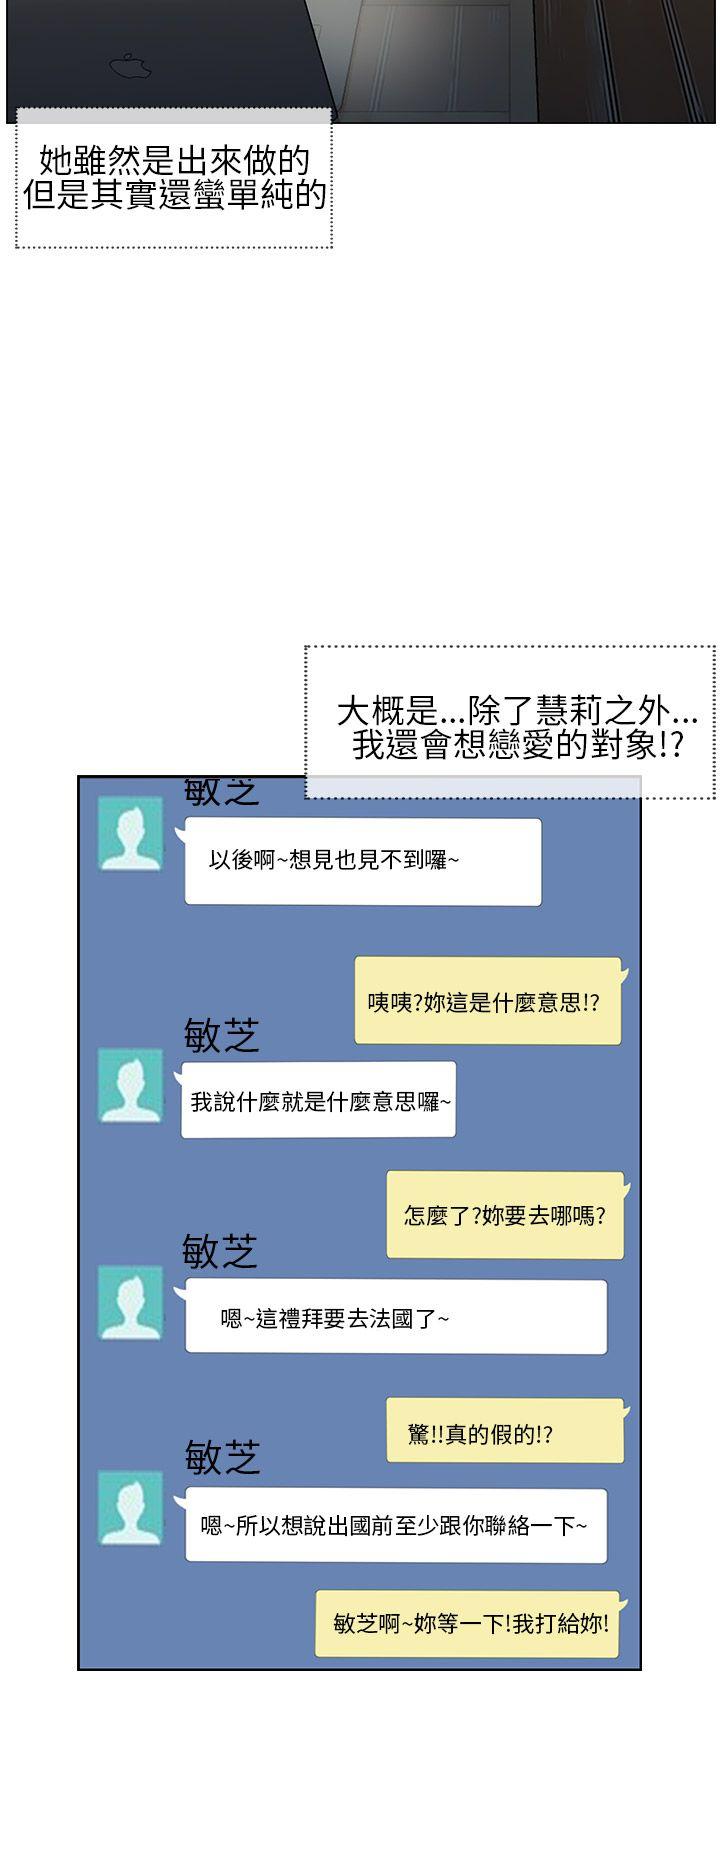 她雖然是出來做的
但是其實還蠻單純的
大概是...除了慧莉之外...
我還會想戀愛的對象!?
敏芝
以後啊~想見也見不到囉~
咦咦?妳這是什麼意思!?
敏芝
我說什麼就是什麼意思囉~
怎麼了?妳要去哪嗎?
敏芝
嗯~這禮拜要去法國了~
驚!!真的假的!?
敏芝
嗯~所以想說出國前至少跟你聯絡一下~
敏芝啊~妳等一下!我打給妳!